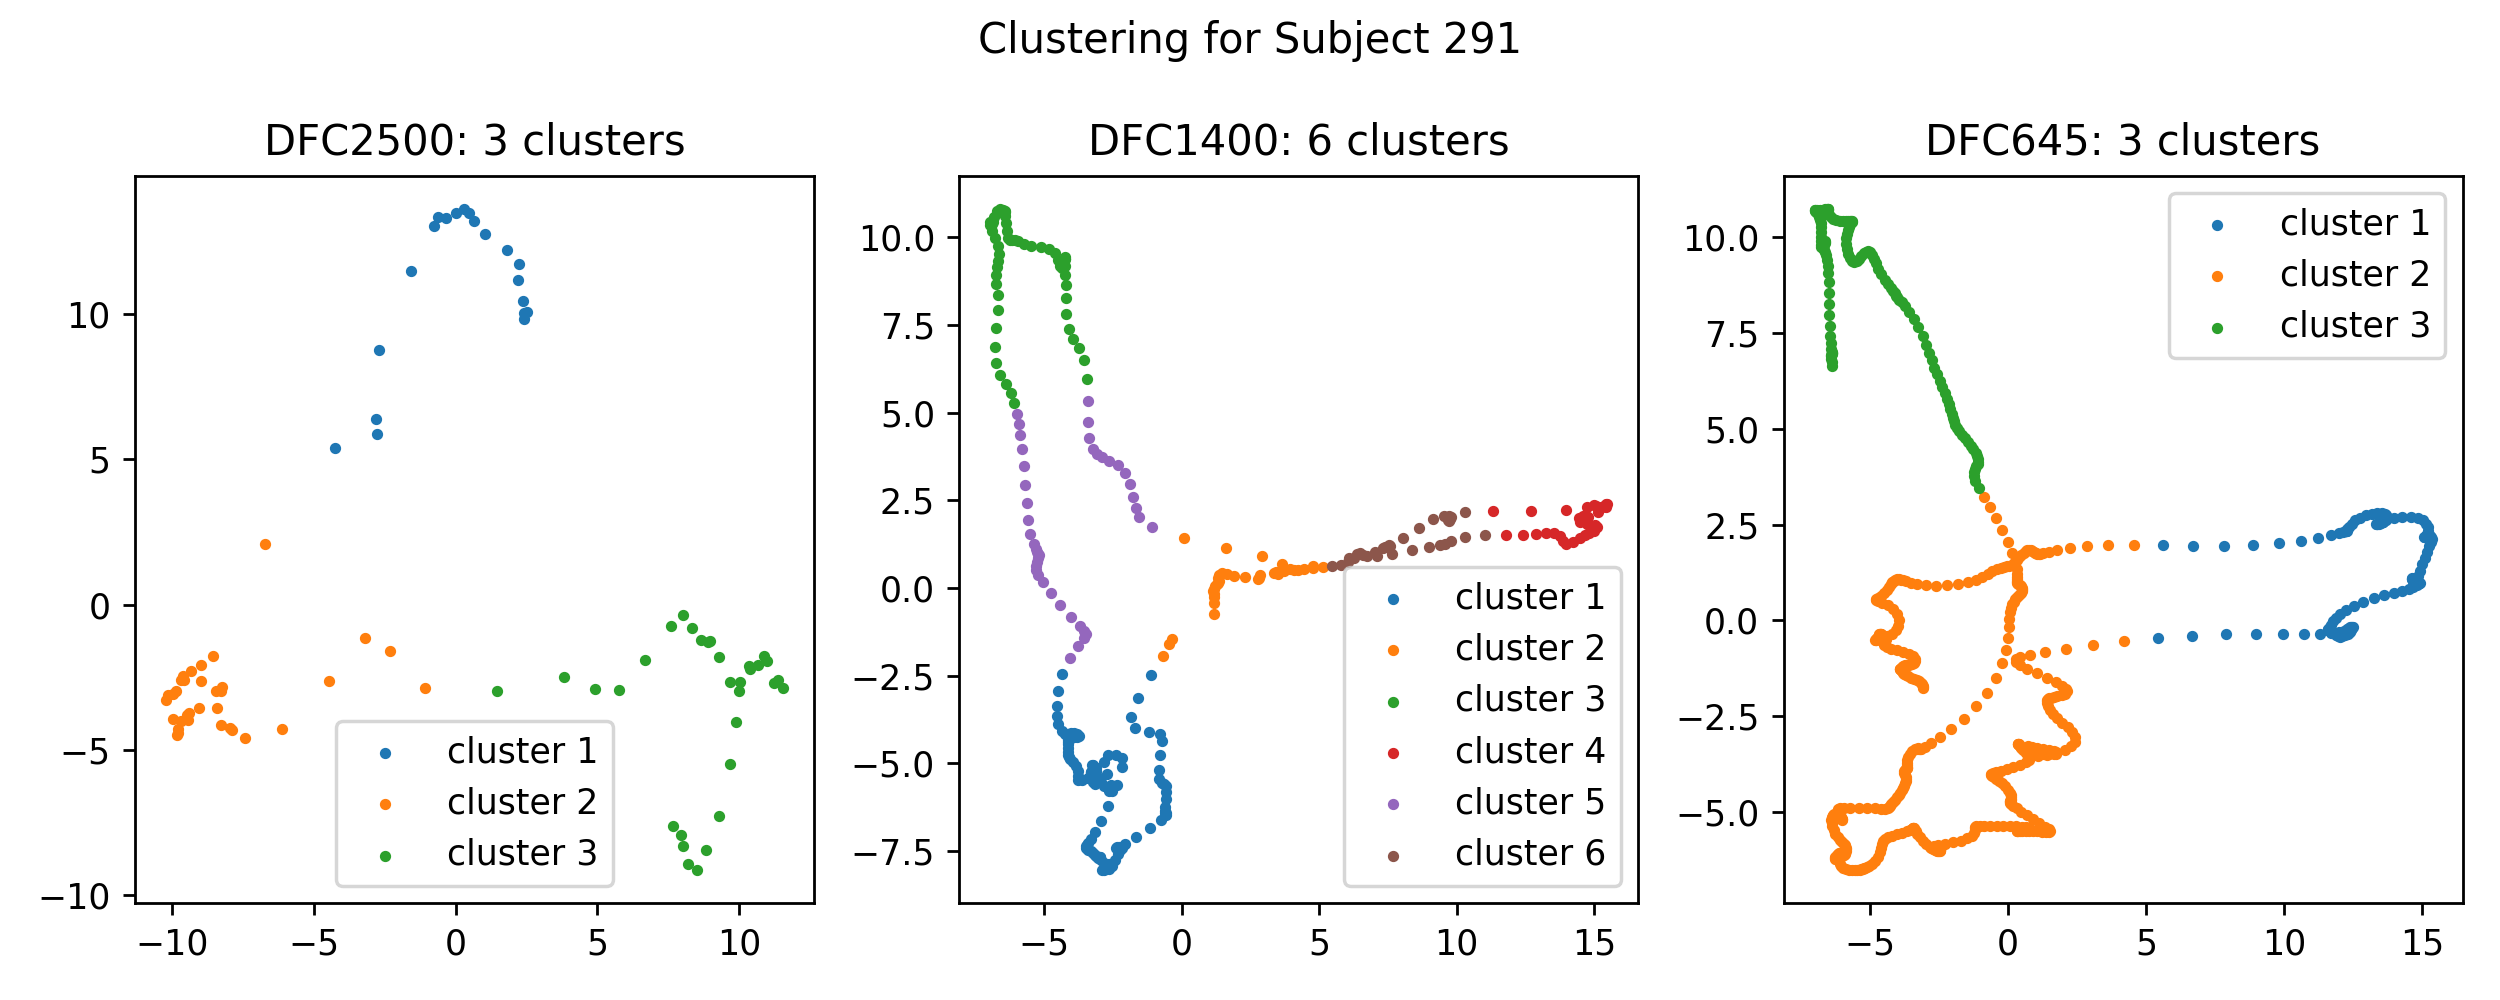 Clustering for Subject 291
DFC2500: 3 clusters
10
5
0
−5
−10
−10
−5
0
5
10
cluster 1
cluster 2
cluster 3
DFC1400: 6 clusters
10.0
7.5
5.0
2.5
0.0
−2.5
−5.0
−7.5
−5
0
5
10
15
cluster 1
cluster 2
cluster 3
cluster 4
cluster 5
cluster 6
DFC645: 3 clusters
10.0
7.5
5.0
2.5
0.0
−2.5
−5.0
−5
0
5
10
15
cluster 1
cluster 2
cluster 3